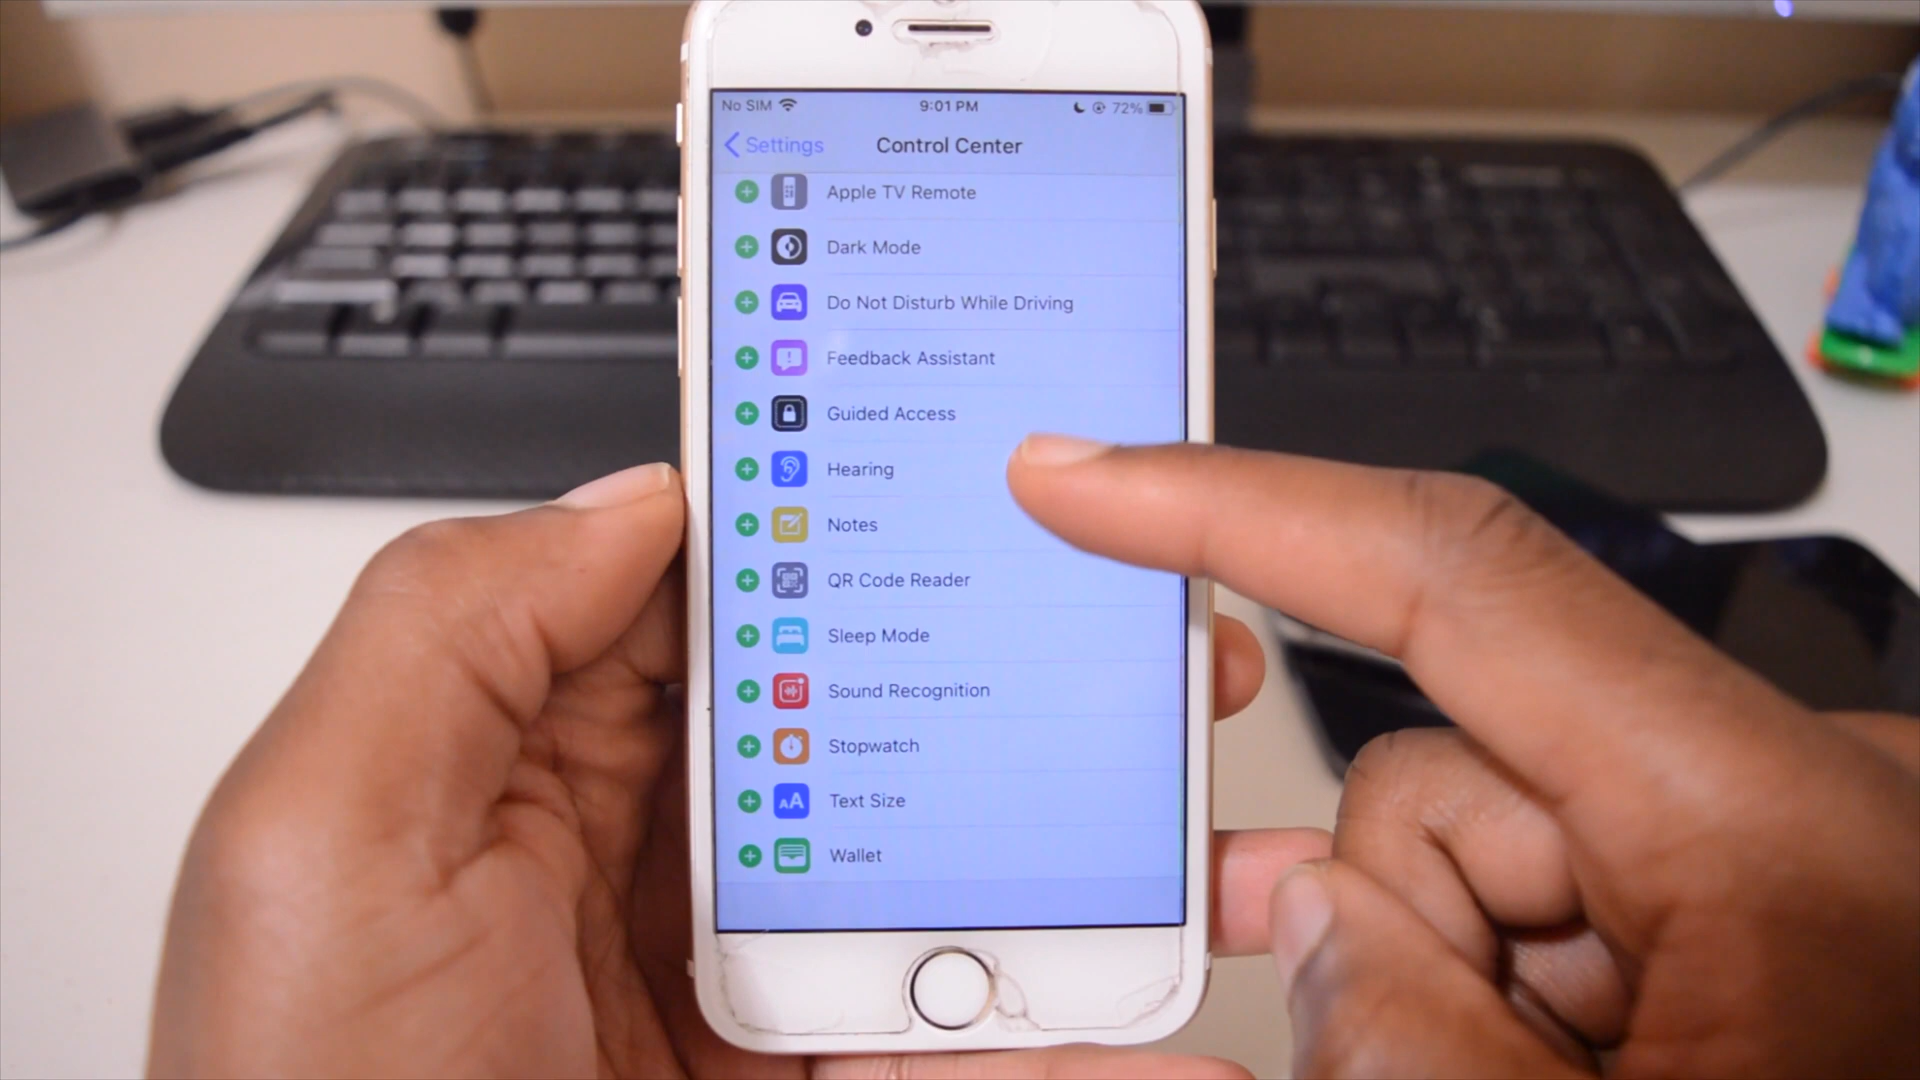 No SIM 9:01 PM 72%
Settings Control Center
Apple TV Remote
Dark Mode
Do Not Disturb While Driving
Feedback Assistant
Guided Access
Hearing
Notes
QR Code Reader
Sleep Mode
Sound Recognition
Stopwatch
AA Text Size
Wallet